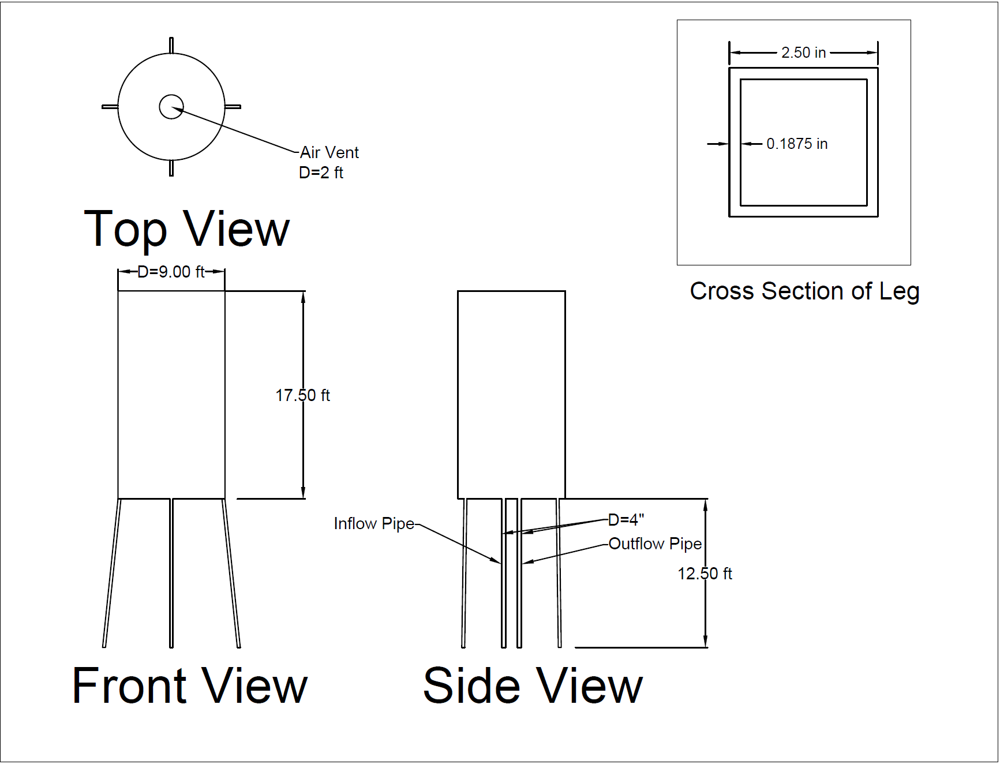 Air Vent
D=2 ft
Top View
2.50 in
0.1875 in
Cross Section of Leg
D=9.00 ft
17.50 ft
Front View
Inflow Pipe
D=4"
Outflow Pipe
12.50 ft
Side View